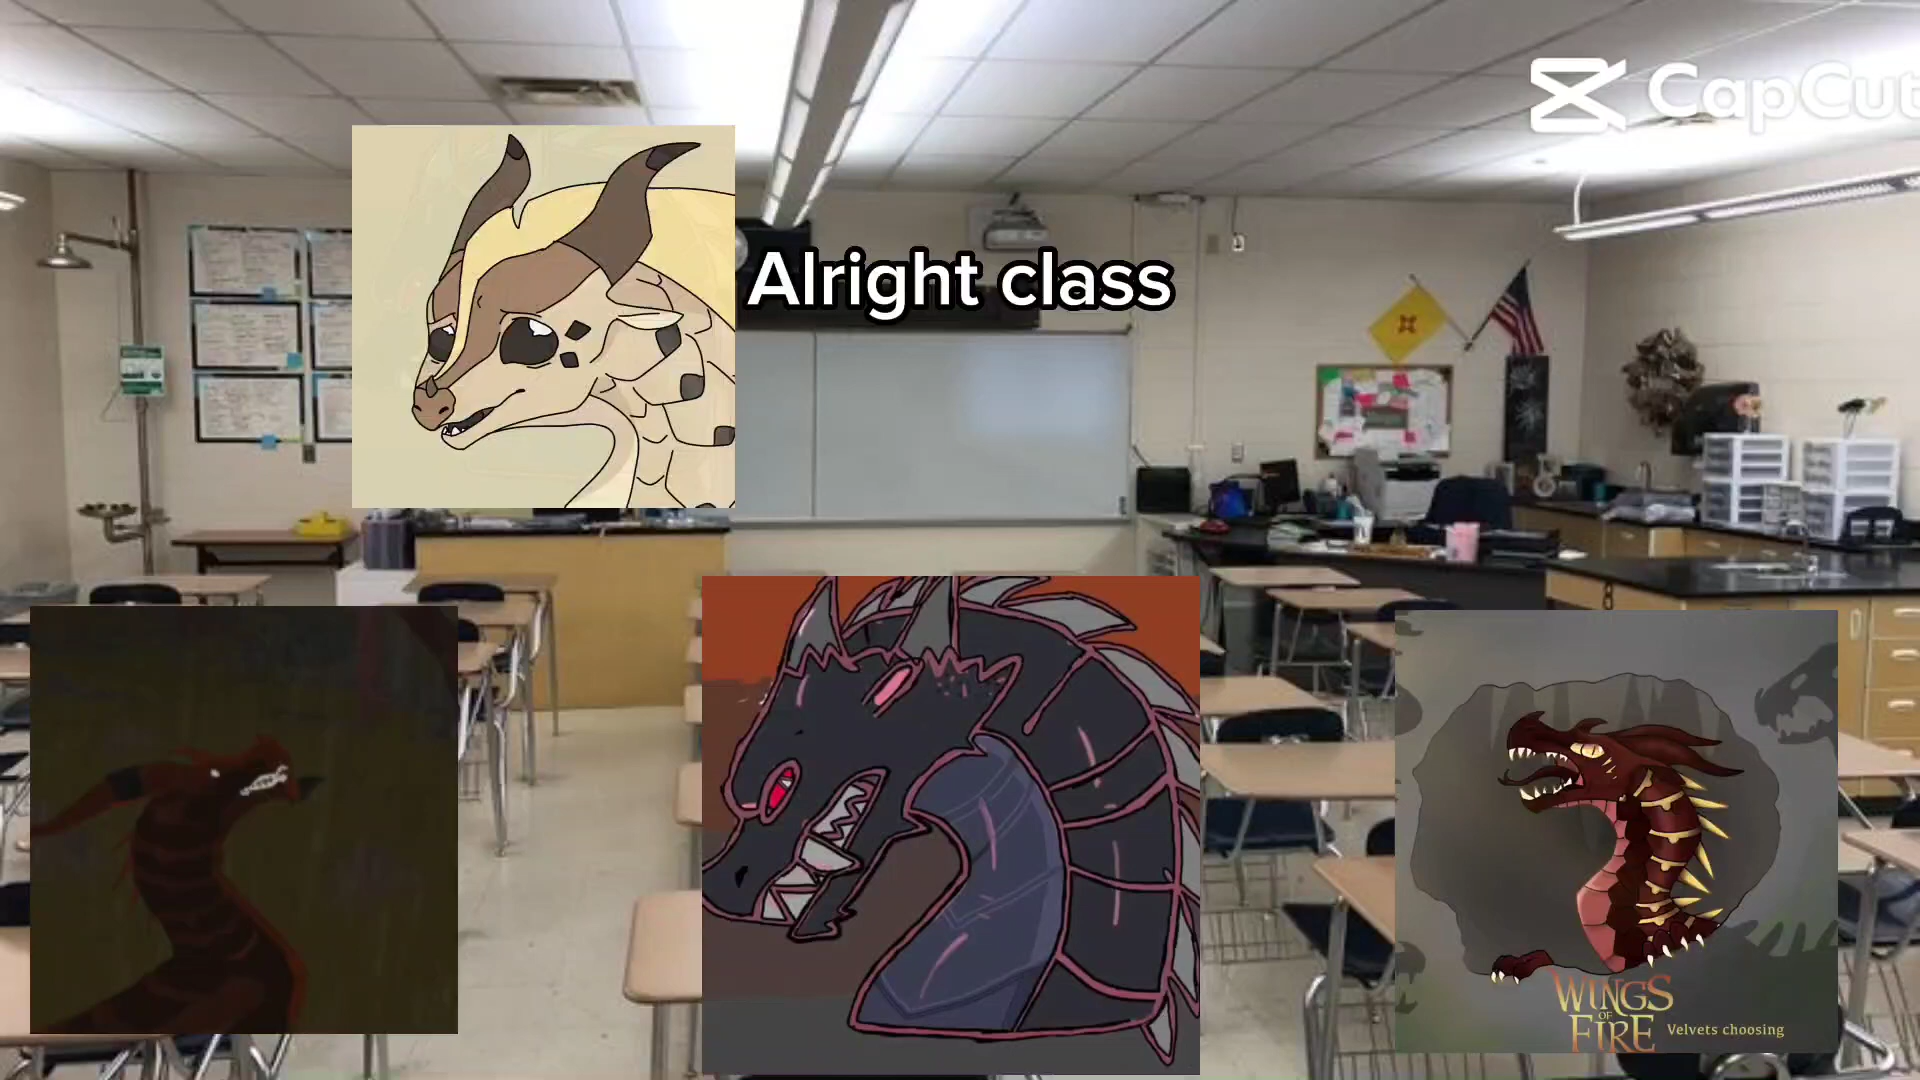 CapCut
Alright class
WINGS
OF
FIRE Velvets choosing